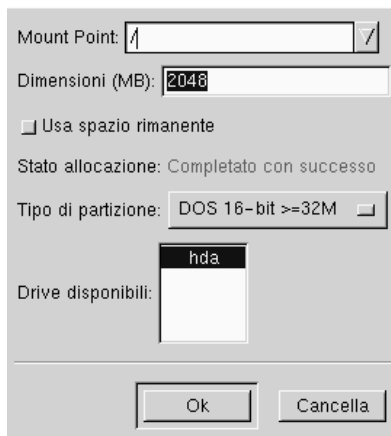 Mount Point: /
Dimensioni (MB): 2048
Usa spazio rimanente
Stato allocazione: Completato con successo
Tipo di partizione: DOS 16-bit >=32M
Drive disponibili: hda
Ok Cancella